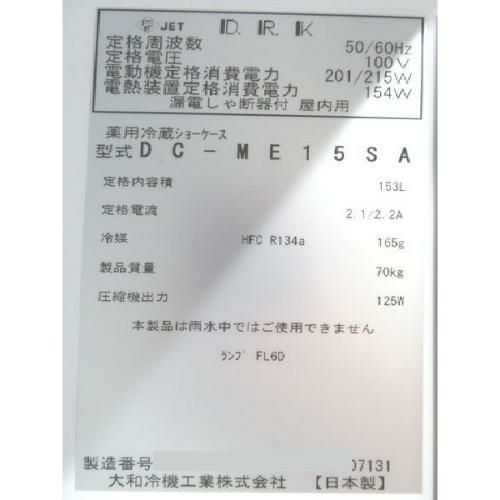 PS E JET D.R.K
定格周波数 50/60Hz
定格電圧 100V
電動機定格消費電力 201/215W
電熱装置定格消費電力 154W
漏電しゃ断器付 屋内用
薬用冷蔵ショーケース
型式DC-ME15SA
定格内容積 153L
定格電流 2.1/2.2A
冷媒 HFC R134a 165g
製品質量 70kg
圧縮機出力 125W
本製品は雨水中ではご使用できません
ランプ FL6D
製造番号 07131
大和冷機工業株式会社 【日本製】